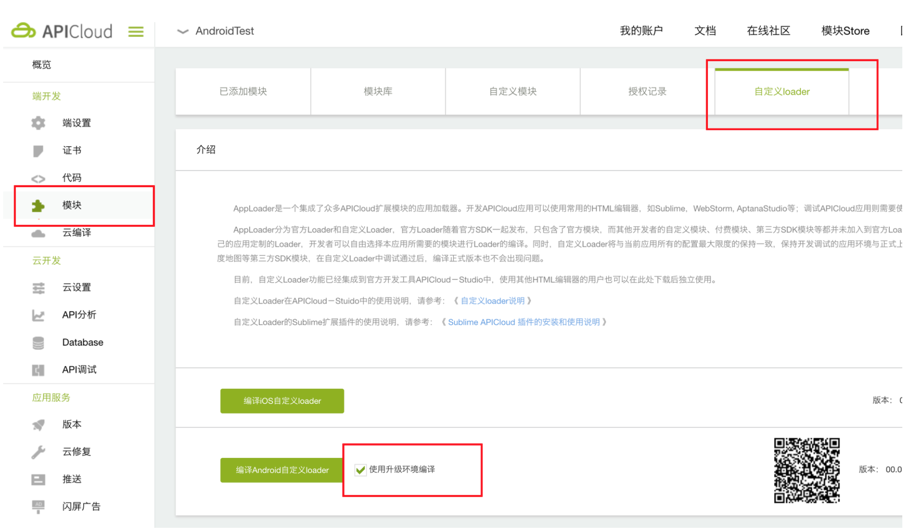 APICloud
AndroidTest
我的账户
文档
在线社区
模块Store
概览
端开发
端设置
证书
代码
模块
云编译
云开发
云设置
API分析
Database
API调试
应用服务
版本
云修复
推送
闪屏广告
已添加模块
模块库
自定义模块
授权记录
自定义loader
介绍
AppLoader是一个集成了众多APICloud扩展模块的应用加载器。开发APICloud应用可以使用常用的HTML编辑器，如Sublime，WebStorm, AptanaStudio等；调试APICloud应用则需要使
AppLoader分为官方Loader和自定义Loader，官方Loader随着官方SDK一起发布，只包含了官方模块，而其他开发者的自定义模块、付费模块、第三方SDK模块等都并未加入到官方Loa
己的应用定制的Loader，开发者可以自由选择本应用所需要的模块进行Loader的编译。同时，自定义Loader将与当前应用所有的配置最大限度的保持一致，保持开发调试的应用环境与正式上
度地图等第三方SDK模块，在自定义Loader中调试通过后，编译正式版本也不会出现问题。
目前，自定义Loader功能已经集成到官方开发工具APICloud－Studio中，使用其他HTML编辑器的用户也可以在此处下载后独立使用。
自定义Loader在APICloud－Stuido中的使用说明，请参考：《 自定义loader说明 》
自定义Loader的Sublime扩展插件的使用说明，请参考：《 Sublime APICloud 插件的安装和使用说明 》
编译iOS自定义loader
版本： 0
编译Android自定义loader
使用升级环境编译
版本： 00.0